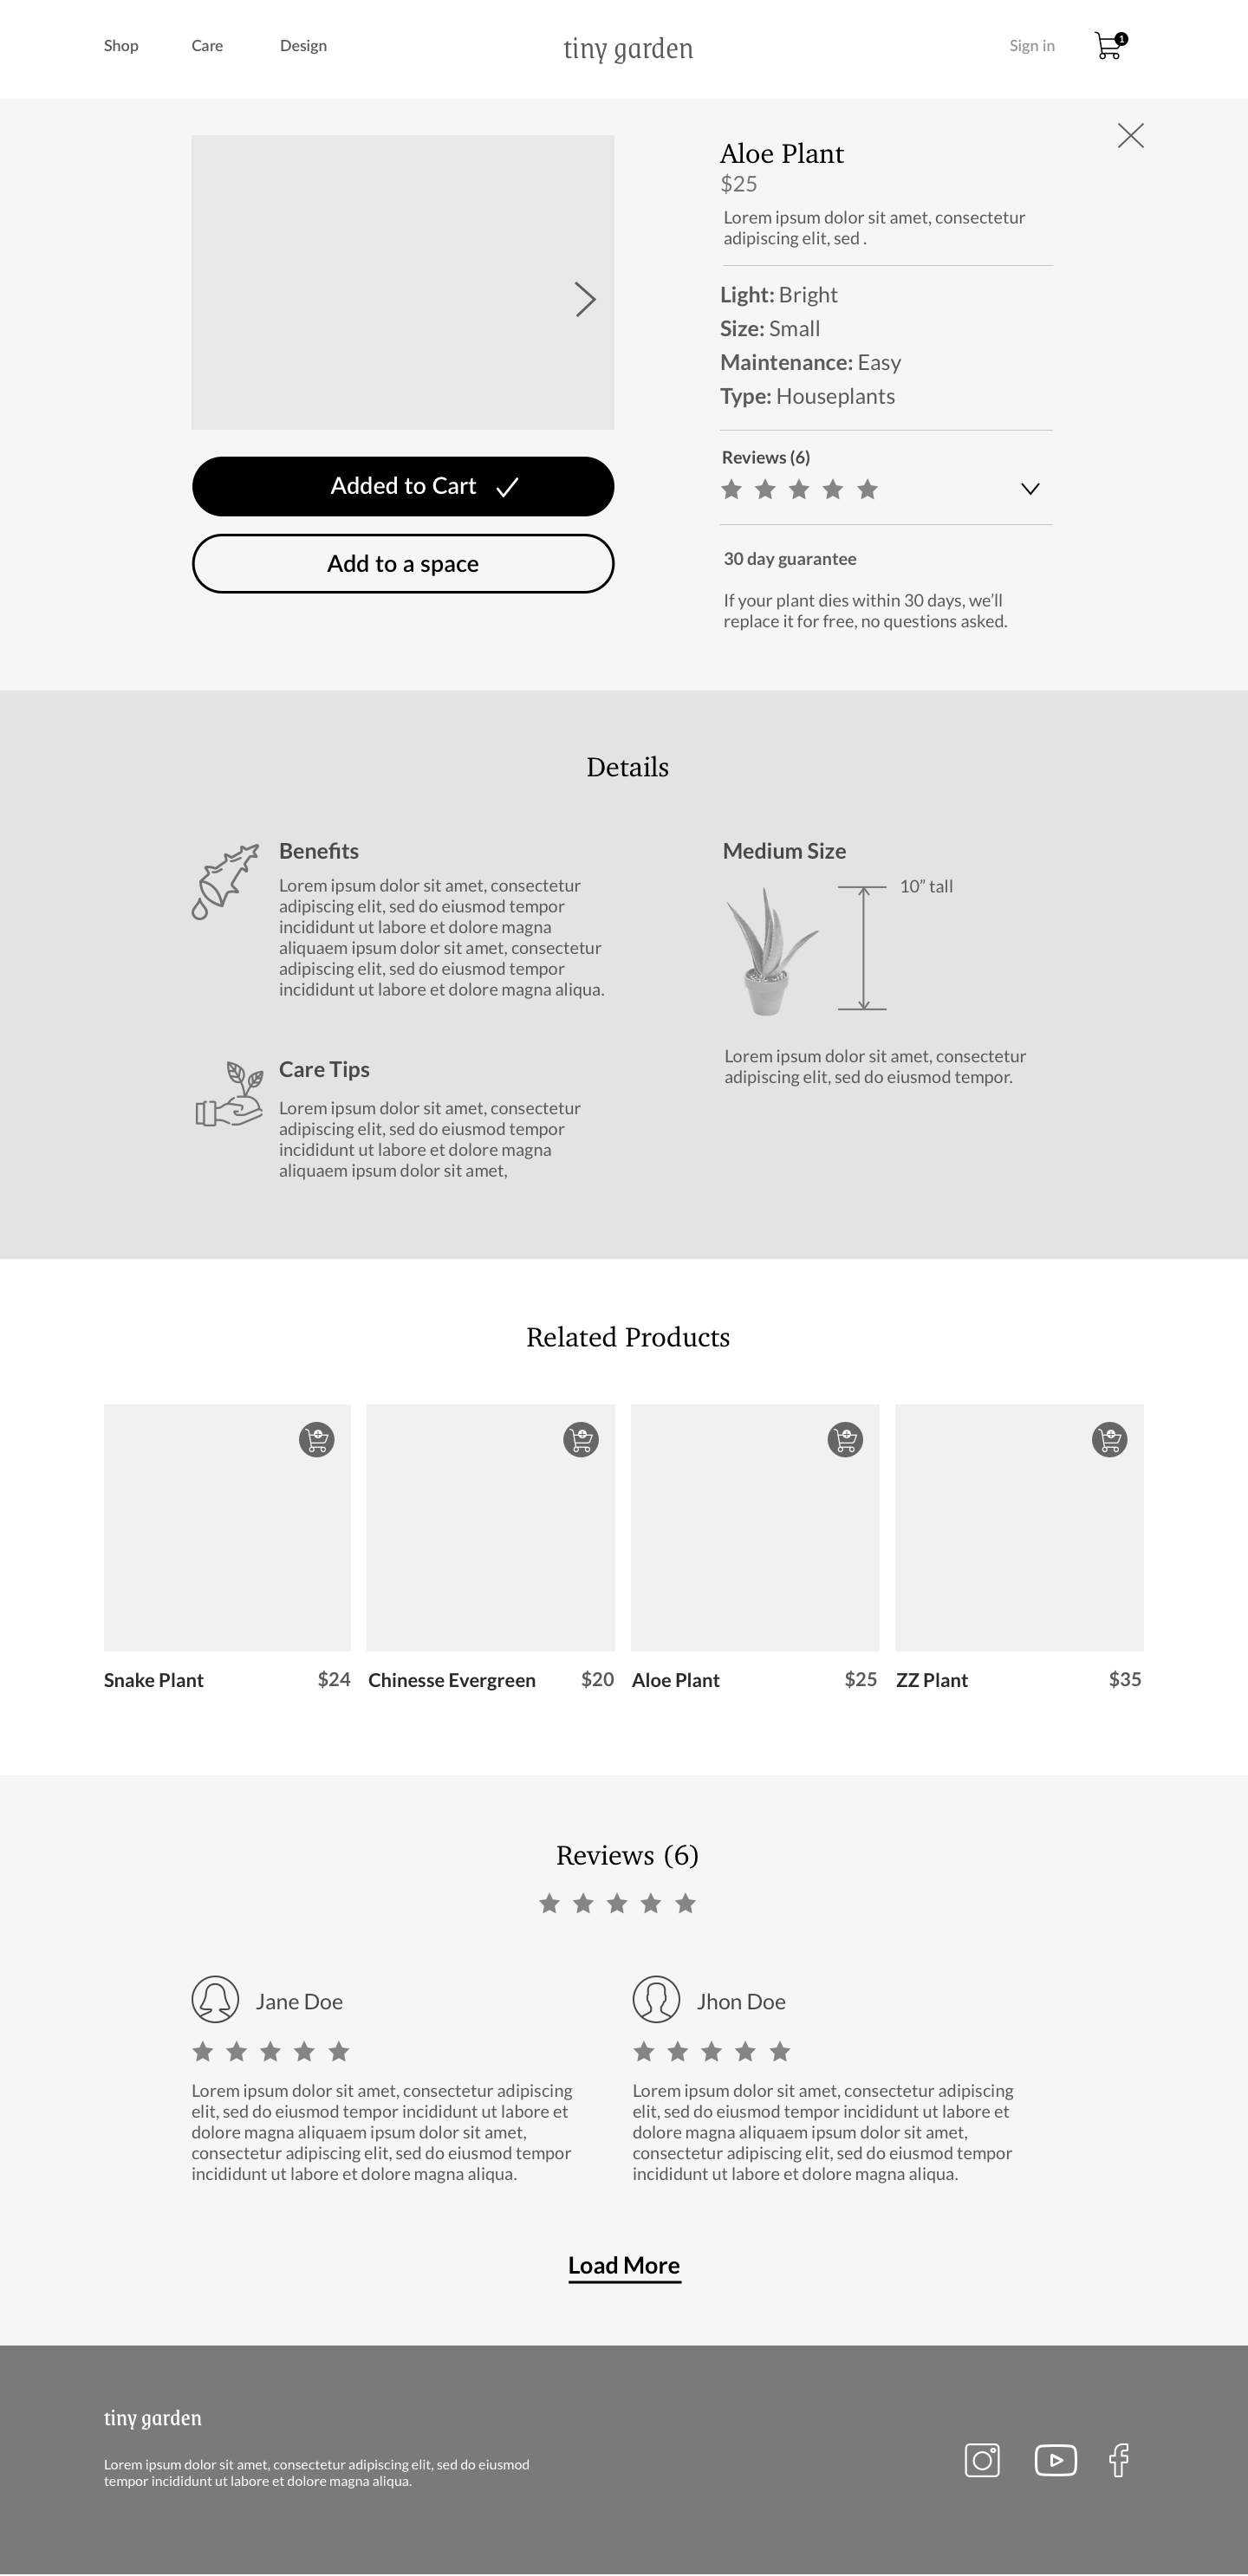 Shop
Care
Design
tiny garden
Sign in
1
Aloe Plant
$25
Lorem ipsum dolor sit amet, consectetur
adipiscing elit, sed .
Light: Bright
Size: Small
Maintenance: Easy
Type: Houseplants
Reviews (6)
Added to Cart
Add to a space
30 day guarantee
If your plant dies within 30 days, we’ll
replace it for free, no questions asked.
Details
Benefits
Lorem ipsum dolor sit amet, consectetur
adipiscing elit, sed do eiusmod tempor
incididunt ut labore et dolore magna
aliquaem ipsum dolor sit amet, consectetur
adipiscing elit, sed do eiusmod tempor
incididunt ut labore et dolore magna aliqua.
Care Tips
Lorem ipsum dolor sit amet, consectetur
adipiscing elit, sed do eiusmod tempor
incididunt ut labore et dolore magna
aliquaem ipsum dolor sit amet,
Medium Size
10” tall
Lorem ipsum dolor sit amet, consectetur
adipiscing elit, sed do eiusmod tempor.
Related Products
Snake Plant $24
Chinesse Evergreen $20
Aloe Plant $25
ZZ Plant $35
Reviews (6)
Jane Doe
Lorem ipsum dolor sit amet, consectetur adipiscing
elit, sed do eiusmod tempor incididunt ut labore et
dolore magna aliquaem ipsum dolor sit amet,
consectetur adipiscing elit, sed do eiusmod tempor
incididunt ut labore et dolore magna aliqua.
Jhon Doe
Lorem ipsum dolor sit amet, consectetur adipiscing
elit, sed do eiusmod tempor incididunt ut labore et
dolore magna aliquaem ipsum dolor sit amet,
consectetur adipiscing elit, sed do eiusmod tempor
incididunt ut labore et dolore magna aliqua.
Load More
tiny garden
Lorem ipsum dolor sit amet, consectetur adipiscing elit, sed do eiusmod
tempor incididunt ut labore et dolore magna aliqua.